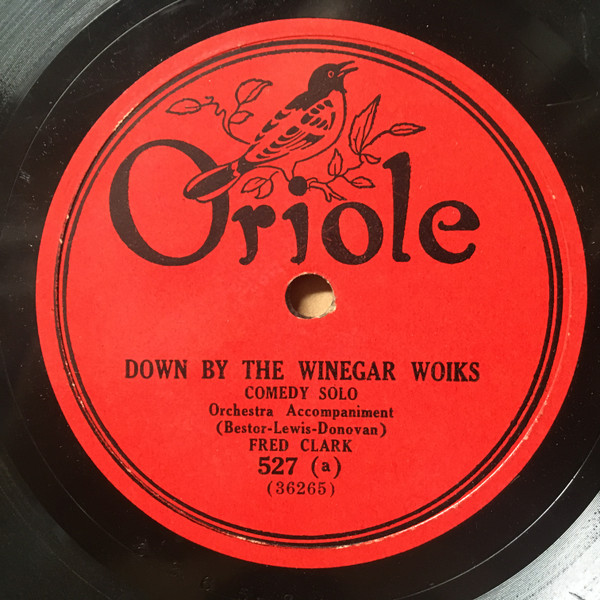 Oriole
DOWN BY THE WINEGAR WOIKS
COMEDY SOLO
Orchestra Accompaniment
(Bestor-Lewis-Donovan)
FRED CLARK
527 (a)
(36265)